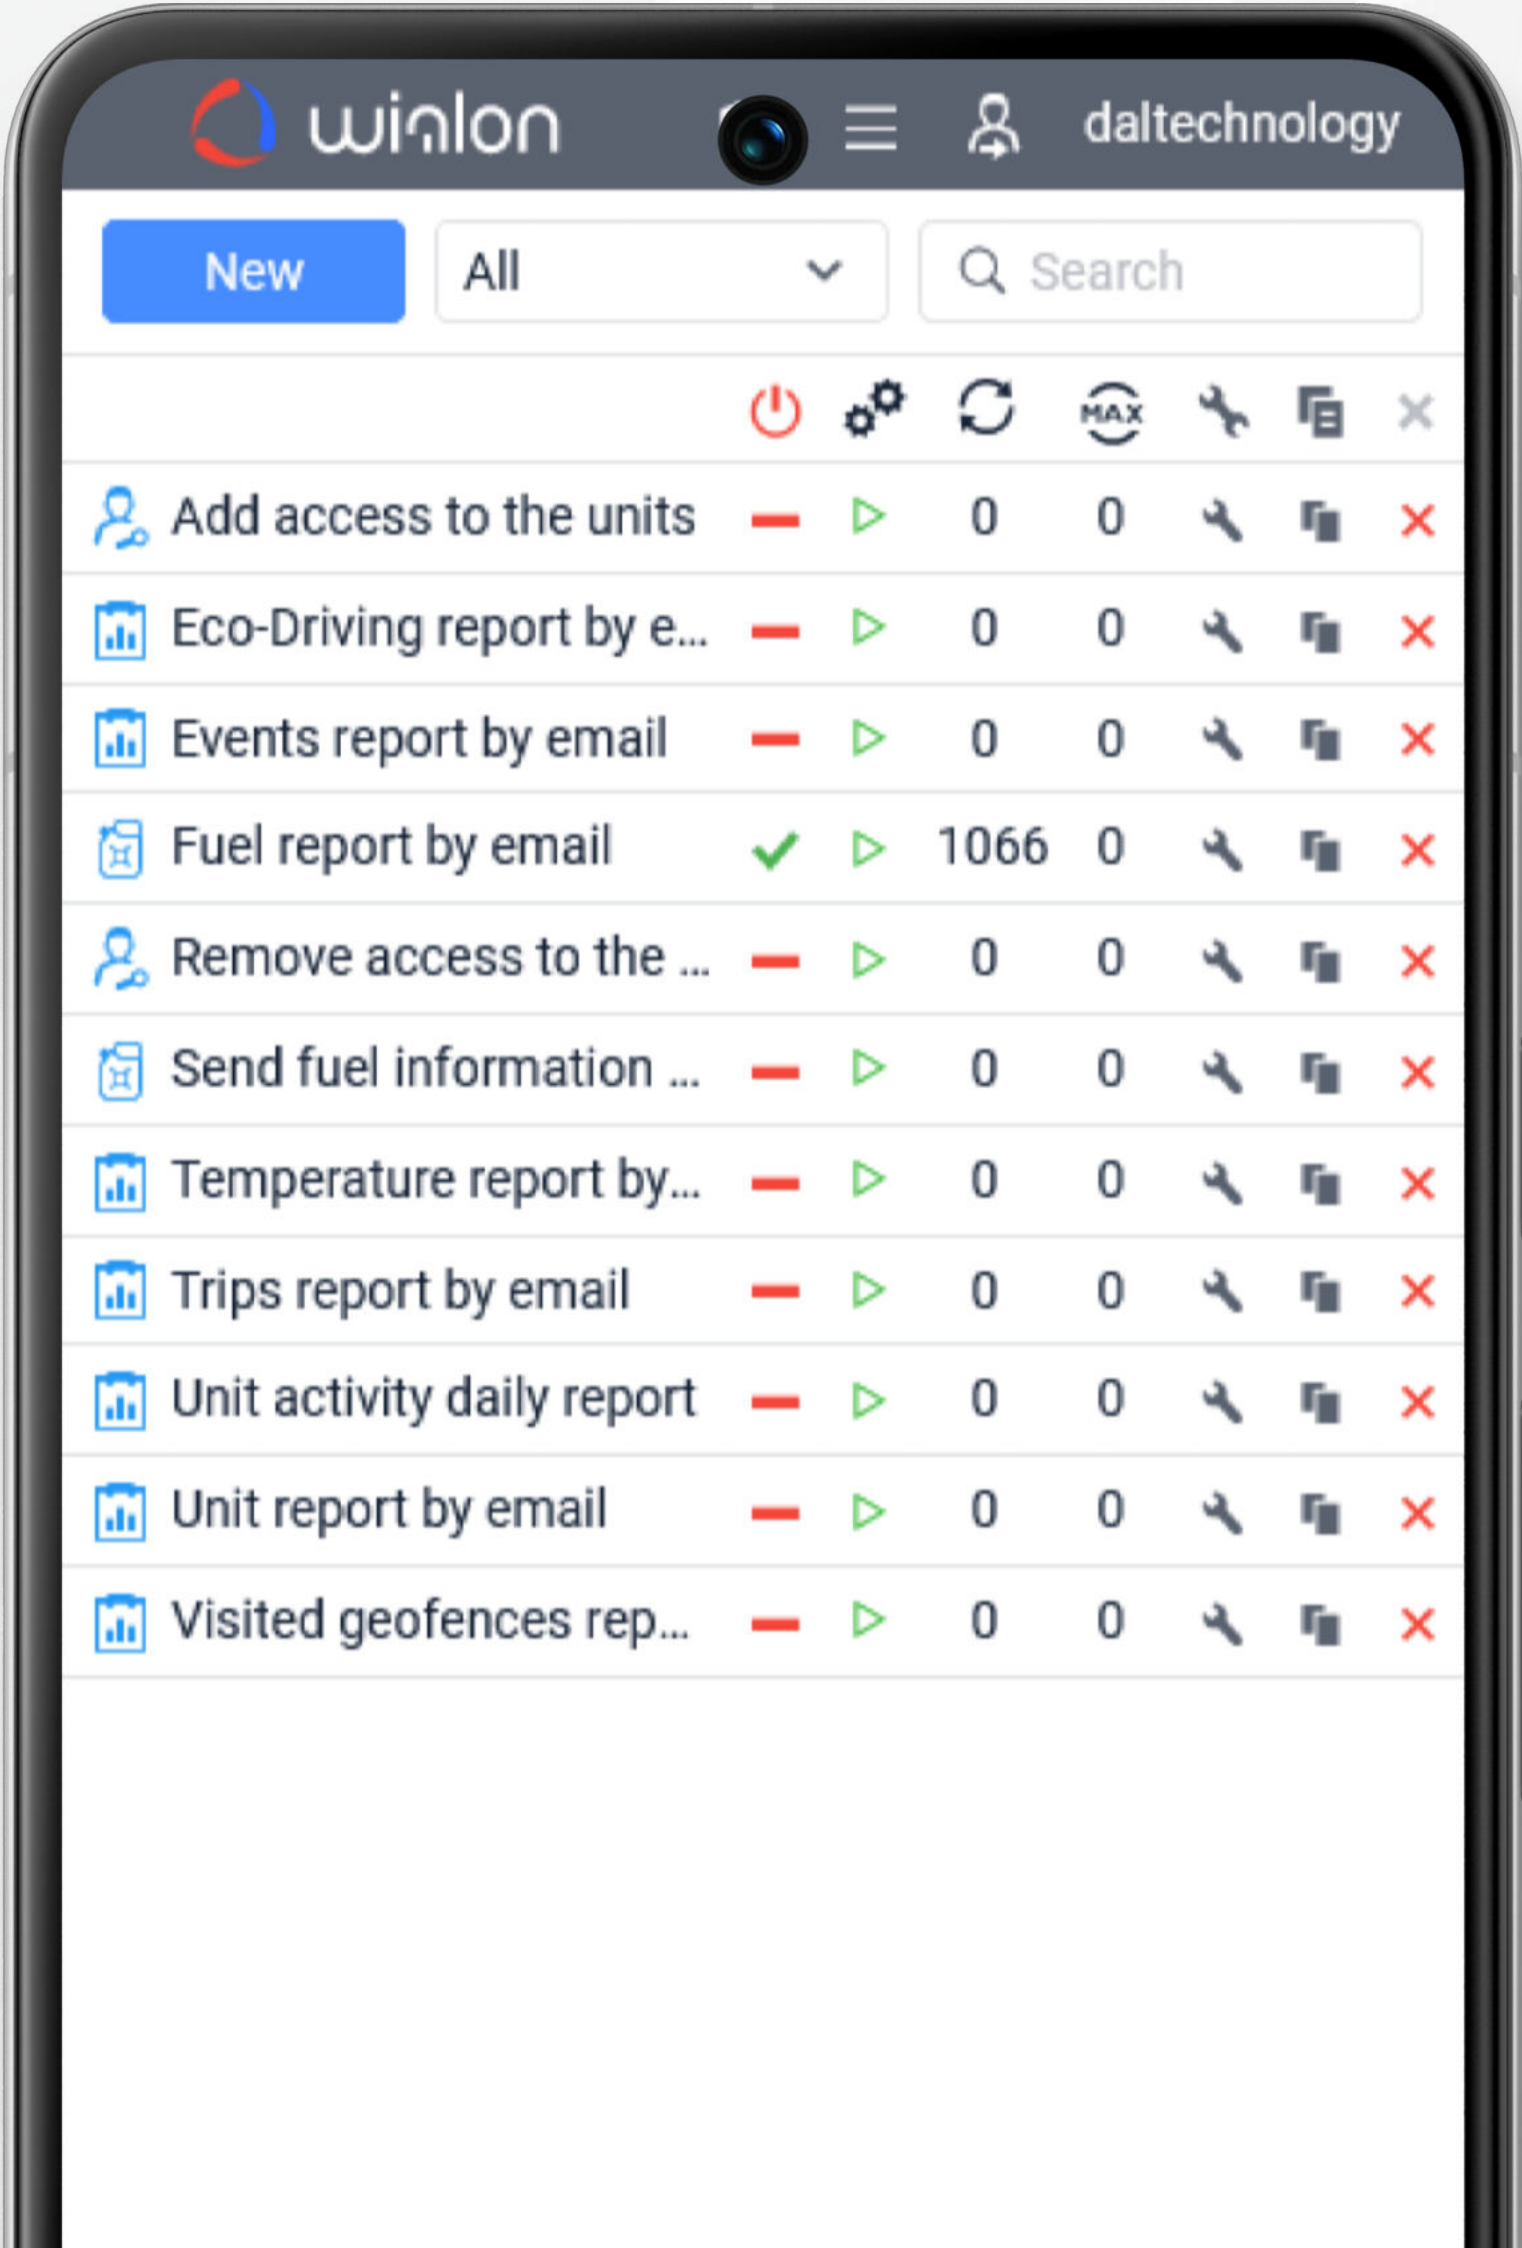 wialon daltechnology
New All Search
MAX
Add access to the units 0 0
Eco-Driving report by e... 0 0
Events report by email 0 0
Fuel report by email 1066 0
Remove access to the ... 0 0
Send fuel information ... 0 0
Temperature report by... 0 0
Trips report by email 0 0
Unit activity daily report 0 0
Unit report by email 0 0
Visited geofences rep... 0 0